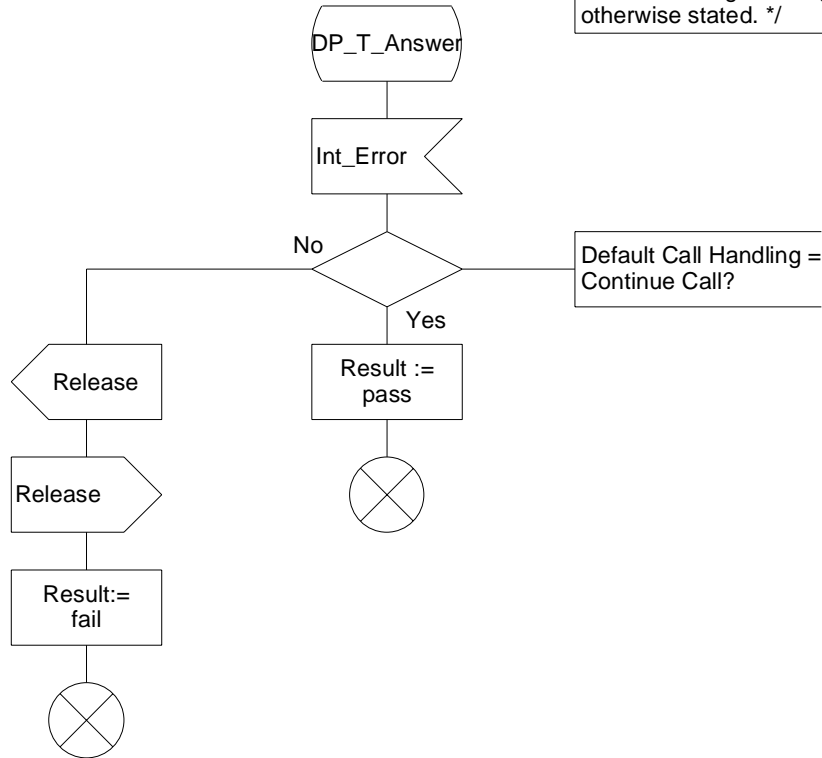 otherwise stated. */
DP_T_Answer
Int_Error
No
Default Call Handling =
Continue Call?
Yes
Release
Result :=
pass
Release
Result:=
fail